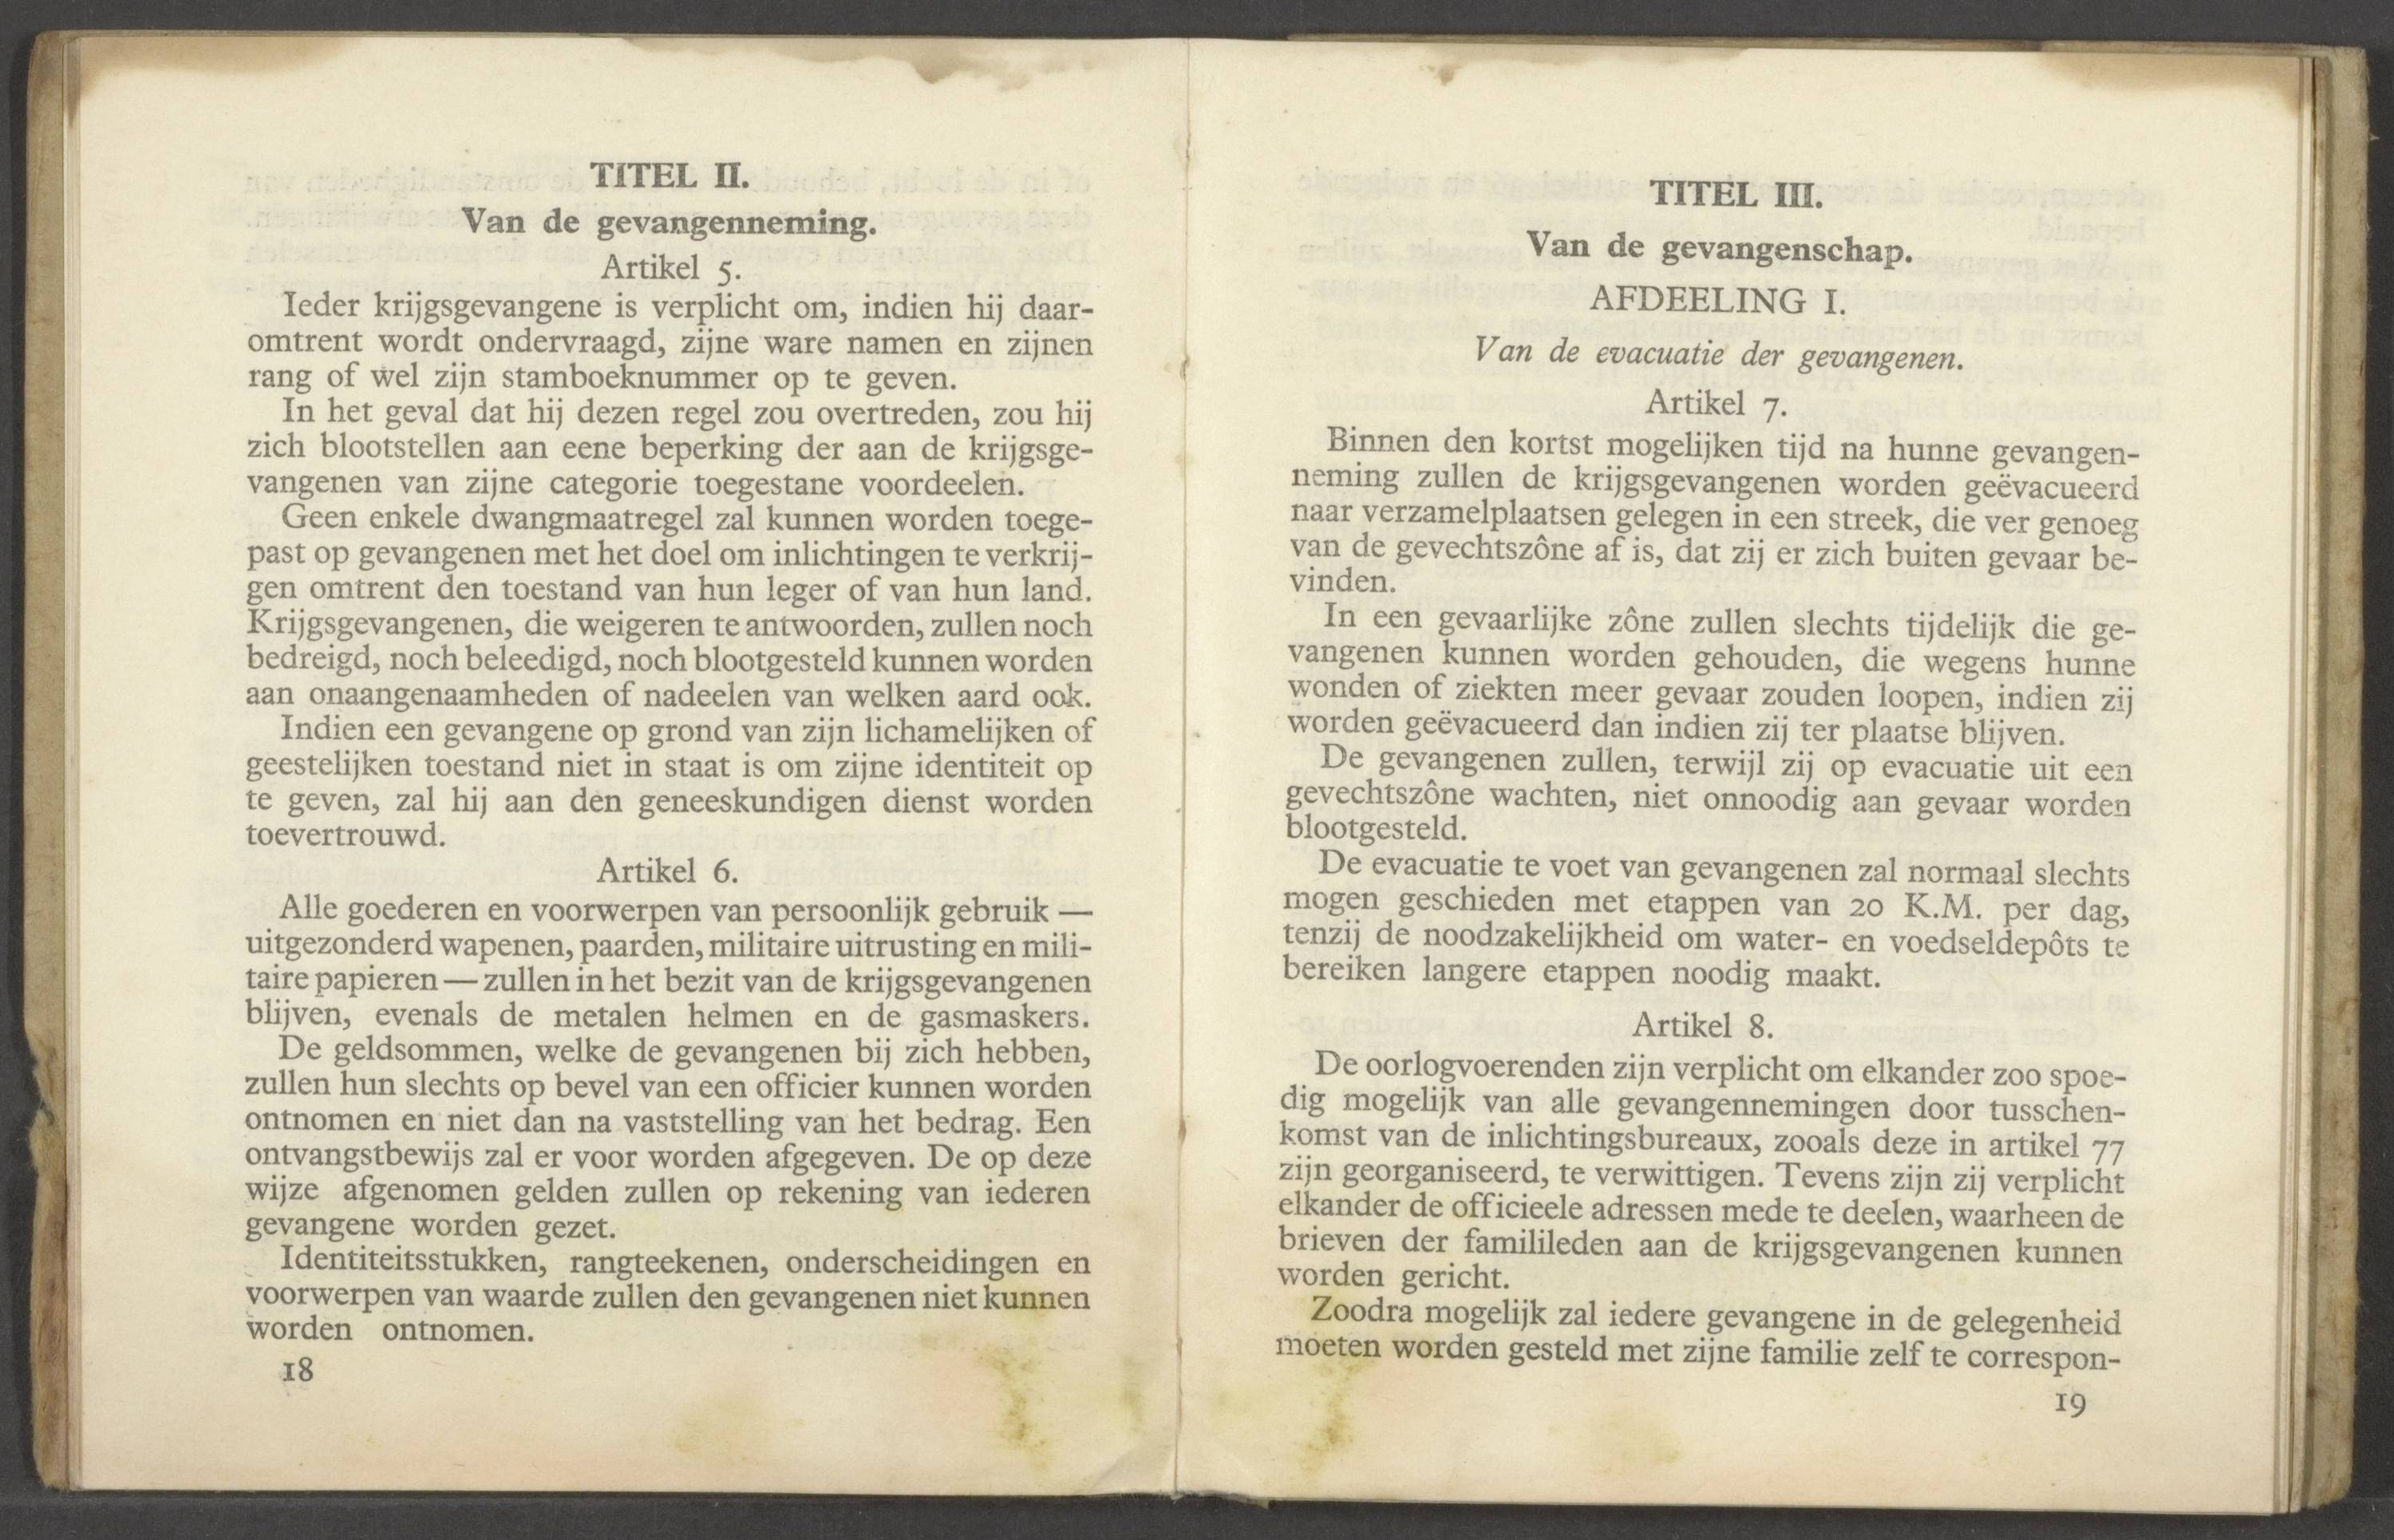 TITEL II.
Van de gevangenneming.
Artikel 5.
Ieder krijgsgevangene is verplicht om, indien hij daar-
omtrent wordt ondervraagd, zijne ware namen en zijnen
rang of wel zijn stamboeknummer op te geven.
In het geval dat hij dezen regel zou overtreden, zou hij
zich blootstellen aan eene beperking der aan de krijgsge-
vangenen van zijne categorie toegestane voordeelen.
Geen enkele dwangmaatregel zal kunnen worden toege-
past op gevangenen met het doel om inlichtingen te verkrij-
gen omtrent den toestand van hun leger of van hun land.
Krijgsgevangenen, die weigeren te antwoorden, zullen noch
bedreigd, noch beleedigd, noch blootgesteld kunnen worden
aan onaangenaamheden of nadeelen van welken aard ook.
Indien een gevangene op grond van zijn lichamelijken of
geestelijken toestand niet in staat is om zijne identiteit op
te geven, zal hij aan den geneeskundigen dienst worden
toevertrouwd.
Artikel 6.
Alle goederen en voorwerpen van persoonlijk gebruik —
uitgezonderd wapenen, paarden, militaire uitrusting en mili-
taire papieren — zullen in het bezit van de krijgsgevangenen
blijven, evenals de metalen helmen en de gasmaskers.
De geldsommen, welke de gevangenen bij zich hebben,
zullen hun slechts op bevel van een officier kunnen worden
ontnomen en niet dan na vaststelling van het bedrag. Een
ontvangstbewijs zal er voor worden afgegeven. De op deze
wijze afgenomen gelden zullen op rekening van iederen
gevangene worden gezet.
Identiteitsstukken, rangteekenen, onderscheidingen en
voorwerpen van waarde zullen den gevangenen niet kunnen
worden ontnomen.
18
TITEL III.
Van de gevangenschap.
AFDEELING I.
Van de evacuatie der gevangenen.
Artikel 7.
Binnen den kortst mogelijken tijd na hunne gevangen-
neming zullen de krijgsgevangenen worden geëvacueerd
naar verzamelplaatsen gelegen in een streek, die ver genoeg
van de gevechtszône af is, dat zij er zich buiten gevaar be-
vinden.
In een gevaarlijke zône zullen slechts tijdelijk die ge-
vangenen kunnen worden gehouden, die wegens hunne
wonden of ziekten meer gevaar zouden loopen, indien zij
worden geëvacueerd dan indien zij ter plaatse blijven.
De gevangenen zullen, terwijl zij op evacuatie uit een
gevechtszône wachten, niet onnoodig aan gevaar worden
blootgesteld.
De evacuatie te voet van gevangenen zal normaal slechts
mogen geschieden met etappen van 20 K.M. per dag,
tenzij de noodzakelijkheid om water- en voedseldepôts te
bereiken langere etappen noodig maakt.
Artikel 8.
De oorlogvoerenden zijn verplicht om elkander zoo spoe-
dig mogelijk van alle gevangennemingen door tusschen-
komst van de inlichtingsbureaux, zooals deze in artikel 77
zijn georganiseerd, te verwittigen. Tevens zijn zij verplicht
elkander de officieele adressen mede te deelen, waarheen de
brieven der familileden aan de krijgsgevangenen kunnen
worden gericht.
Zoodra mogelijk zal iedere gevangene in de gelegenheid
moeten worden gesteld met zijne familie zelf te correspon-
19